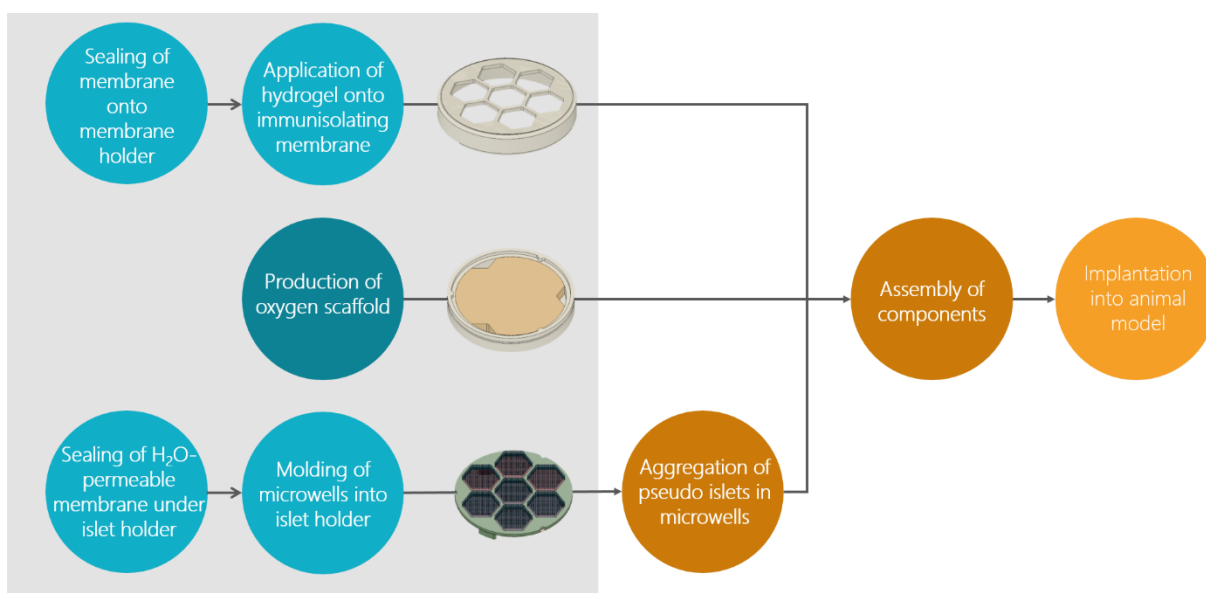 Sealing of
membrane
onto
membrane
holder
Application of
hydrogel onto
immunisolating
membrane
Production of
oxygen scaffold
Sealing of H₂O-
permeable
membrane under
islet holder
Molding of
microwells into
islet holder
Aggregation of
pseudo islets in
microwells
Assembly of
components
Implantation
into animal
model